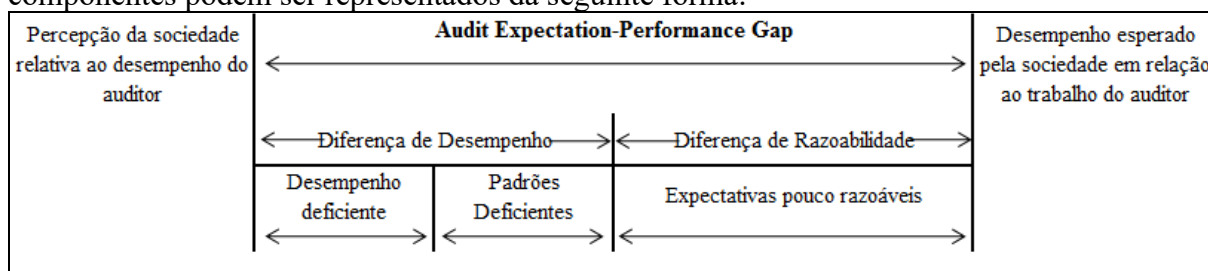 componentes podem ser representados da seguinte forma:
Percepção da sociedade
relativa ao desempenho do
auditor
Audit Expectation-Performance Gap
Desempenho esperado
pela sociedade em relação
ao trabalho do auditor
Diferença de Desempenho
Diferença de Razoabilidade
Desempenho
deficiente
Padrões
Deficientes
Expectativas pouco razoáveis